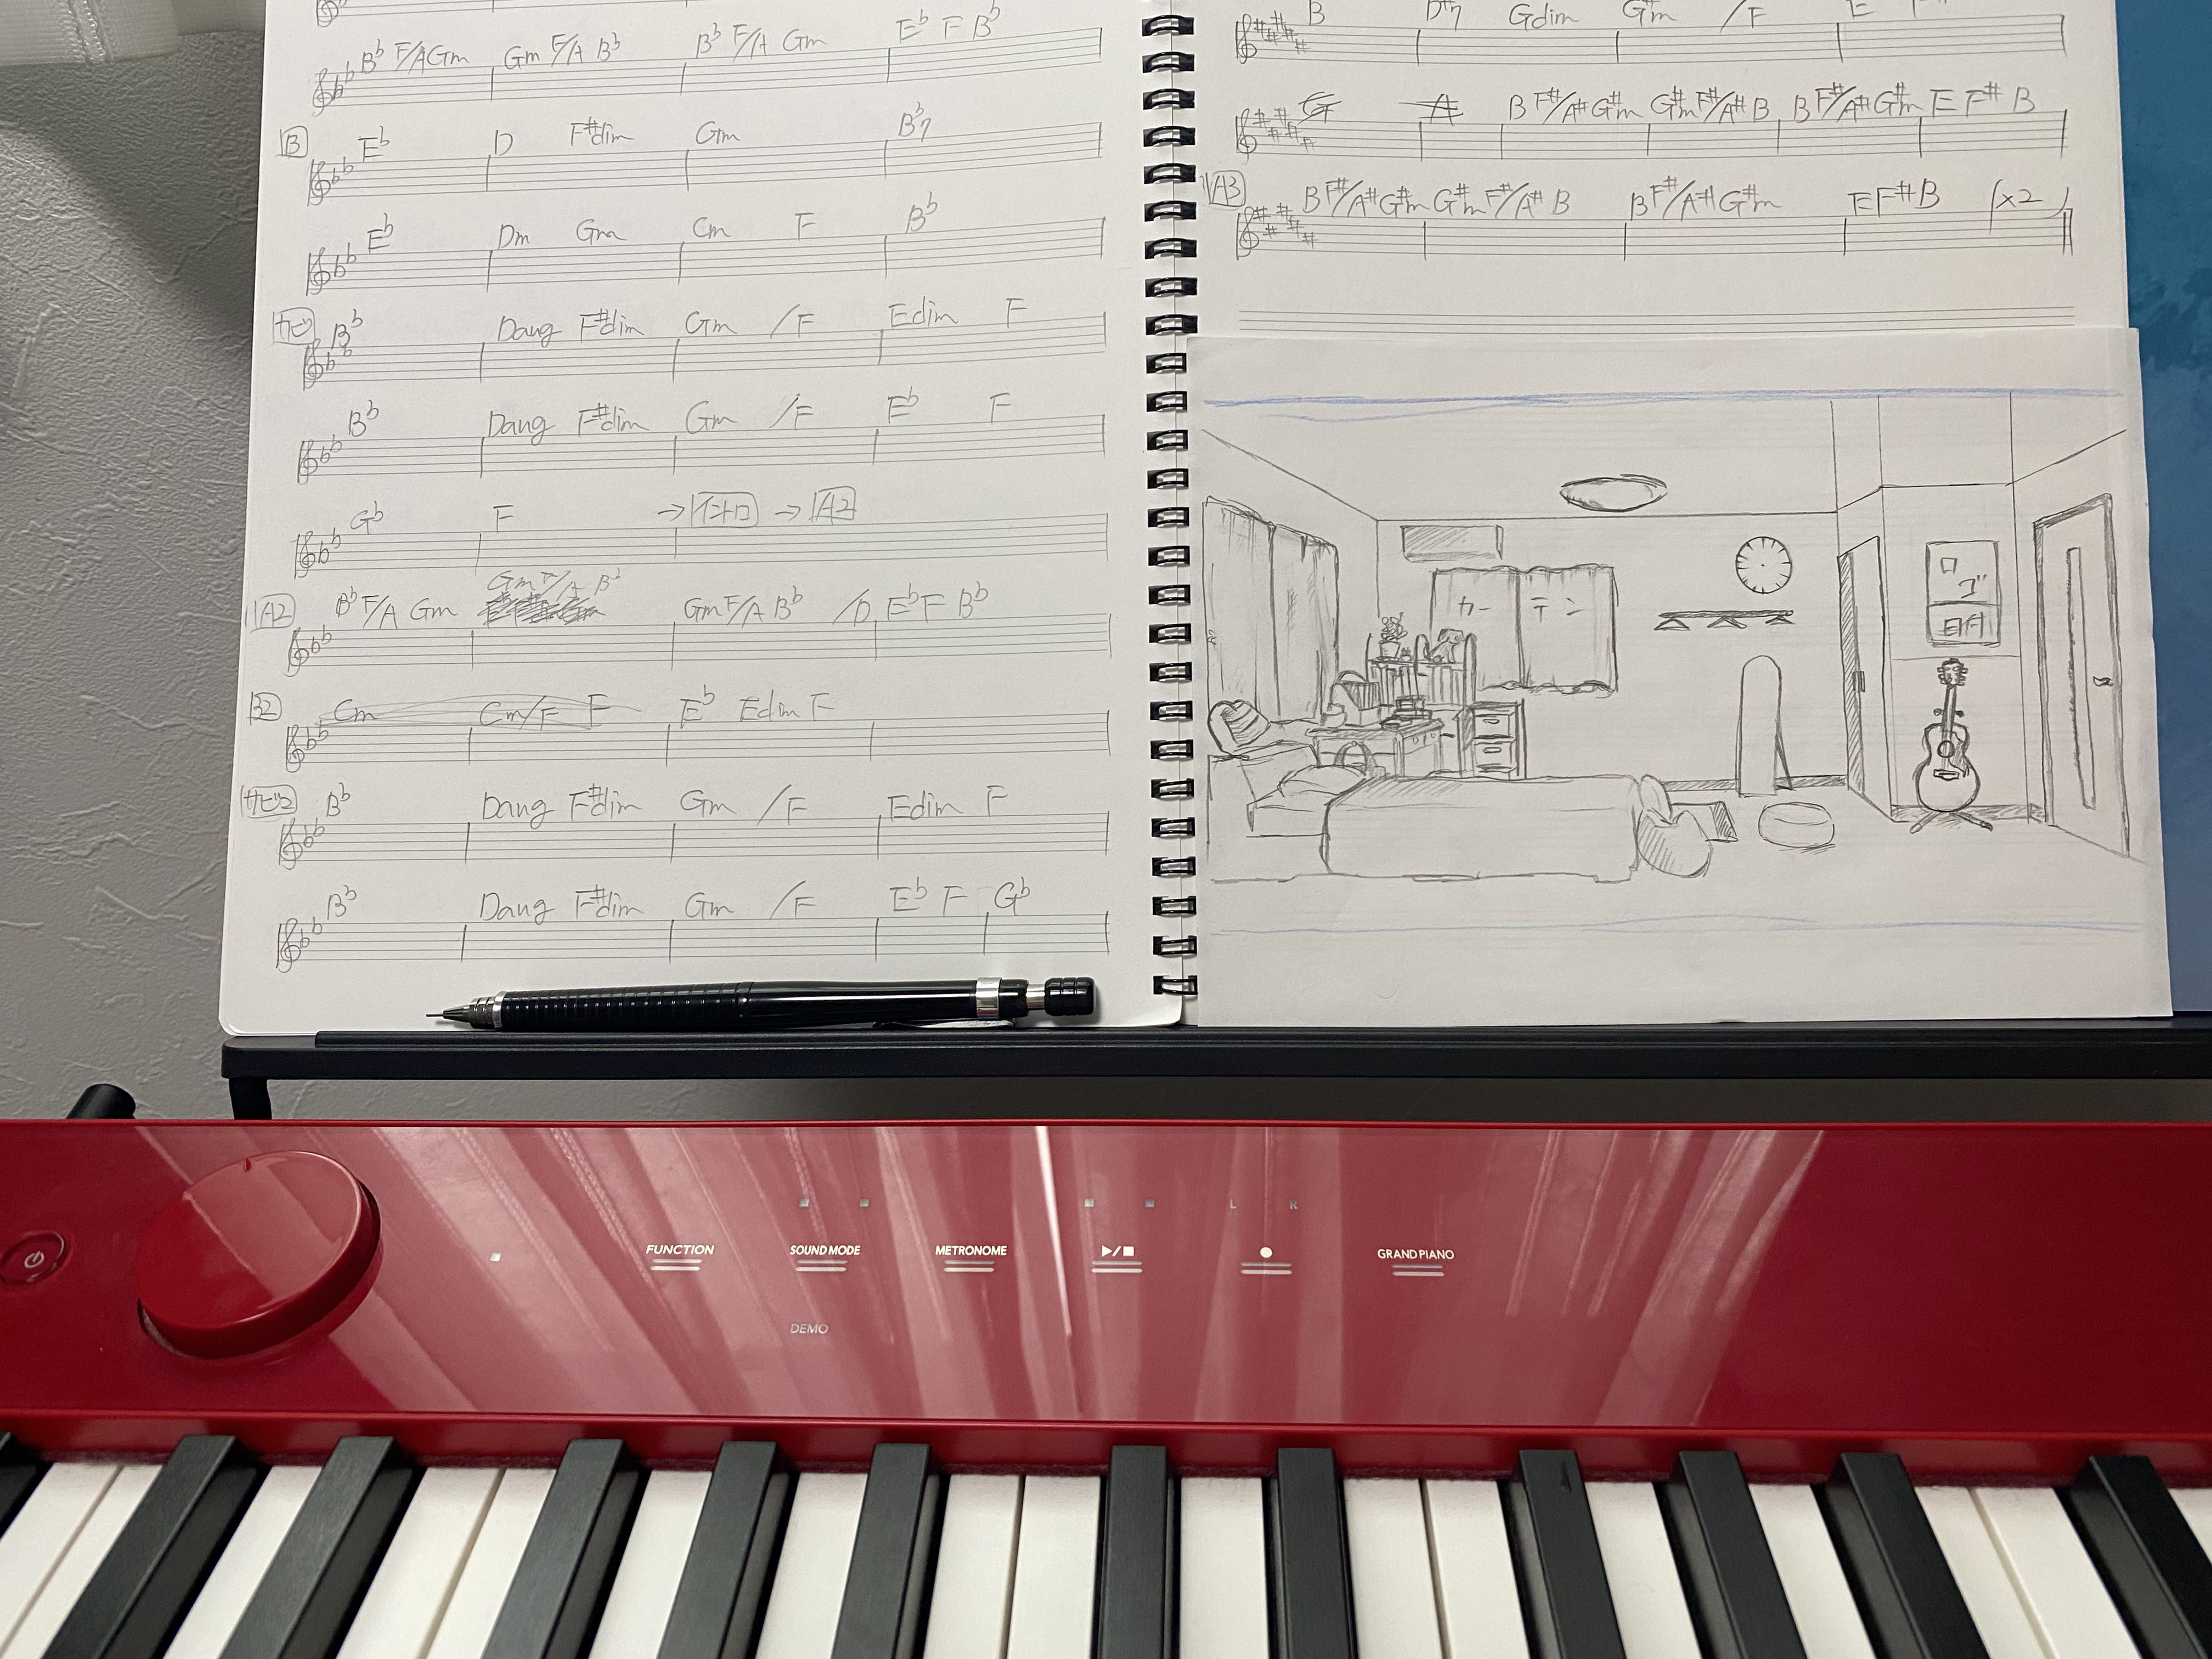 B♭ F/A Gm Gm F/A B♭ B♭ F/A Gm E♭ F B♭
B E♭ D F#dim Gm B♭7
E♭ Dm Gm Cm F B♭
サビ B♭ Daug F#dim Gm /F Edim F
B♭ Daug F#dim Gm /F E♭ F
G♭ F →イントロ →A2
Gm F/A B♭
A2 B♭ F/A Gm Gm F/A B♭ /D E♭ F B♭
B2 Cm Cm/F F E♭ Edim F
サビ2 B♭ Daug F#dim Gm /F Edim F
B♭ Daug F#dim Gm /F E♭ F G♭
B D#7 Gdim G#m /F E
G A B F#/A# G#m G#m F#/A# B B F#/A# G#m E F# B
A3 B F#/A# G#m G#m F#/A# B B F#/A# G#m E F# B (×2)
カーテン
ロゴ
日付
L R
FUNCTION SOUND MODE METRONOME ▶/■ ● GRAND PIANO
DEMO